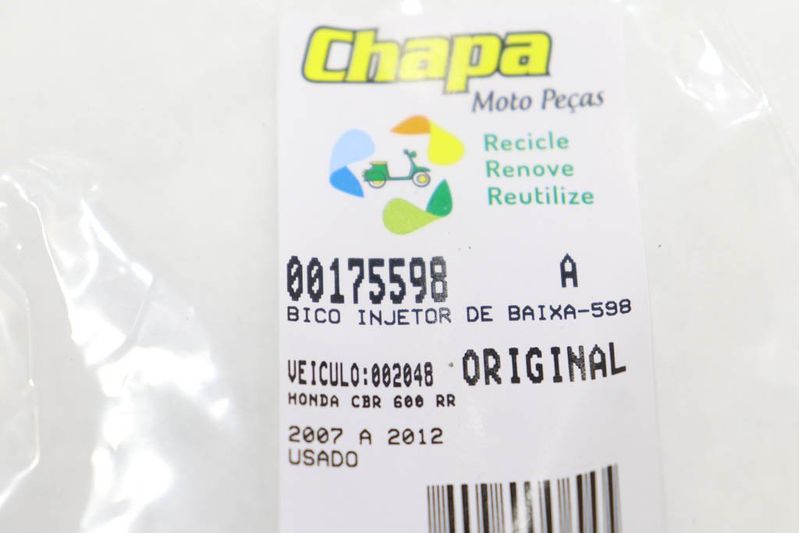 Chapa
Moto Peças
Recicle
Renove
Reutilize
00175598 A
BICO INJETOR DE BAIXA-598
VEICULO:002048 ORIGINAL
HONDA CBR 600 RR
2007 A 2012
USADO